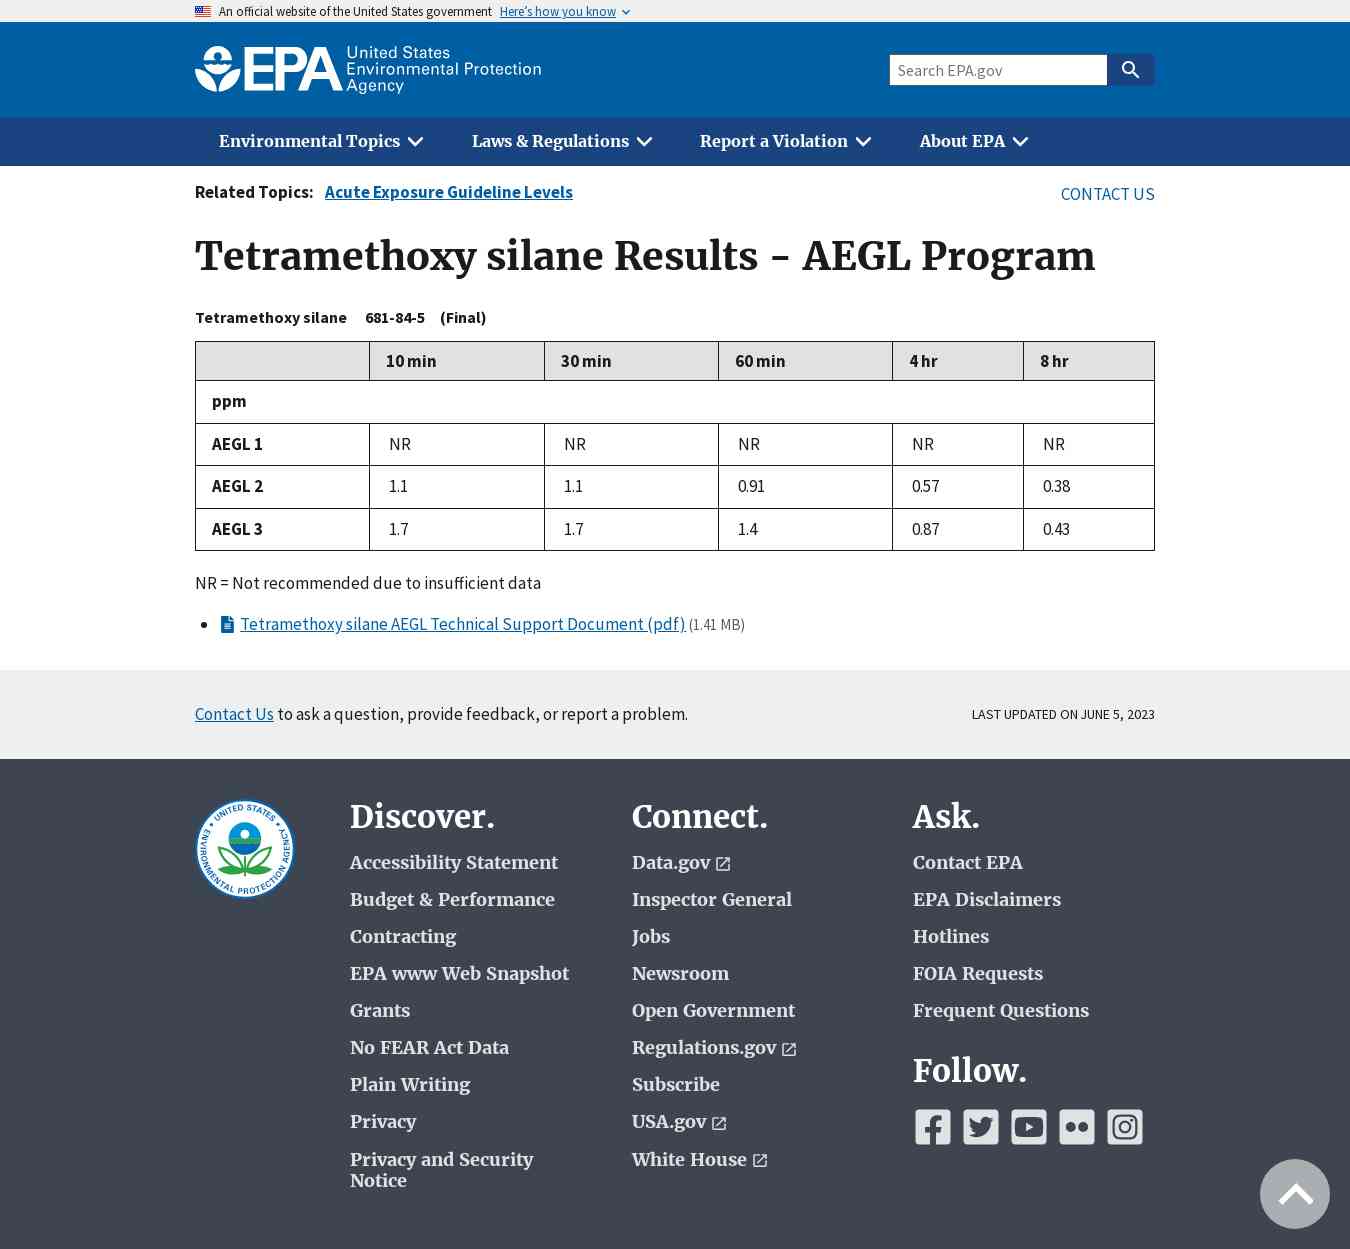 An official website of the United States government Here's how you know
EPA United States
Environmental Protection
Agency
Search EPA.gov
Environmental Topics Laws & Regulations Report a Violation About EPA
Related Topics: Acute Exposure Guideline Levels CONTACT US
Tetramethoxy silane Results - AEGL Program
Tetramethoxy silane 681-84-5 (Final)
10 min 30 min 60 min 4 hr 8 hr
ppm
AEGL 1 NR NR NR NR NR
AEGL 2 1.1 1.1 0.91 0.57 0.38
AEGL 3 1.7 1.7 1.4 0.87 0.43
NR = Not recommended due to insufficient data
Tetramethoxy silane AEGL Technical Support Document (pdf) (1.41 MB)
Contact Us to ask a question, provide feedback, or report a problem. LAST UPDATED ON JUNE 5, 2023
UNITED STATES
ENVIRONMENTAL PROTECTION AGENCY
Discover.
Accessibility Statement
Budget & Performance
Contracting
EPA www Web Snapshot
Grants
No FEAR Act Data
Plain Writing
Privacy
Privacy and Security
Notice
Connect.
Data.gov
Inspector General
Jobs
Newsroom
Open Government
Regulations.gov
Subscribe
USA.gov
White House
Ask.
Contact EPA
EPA Disclaimers
Hotlines
FOIA Requests
Frequent Questions
Follow.